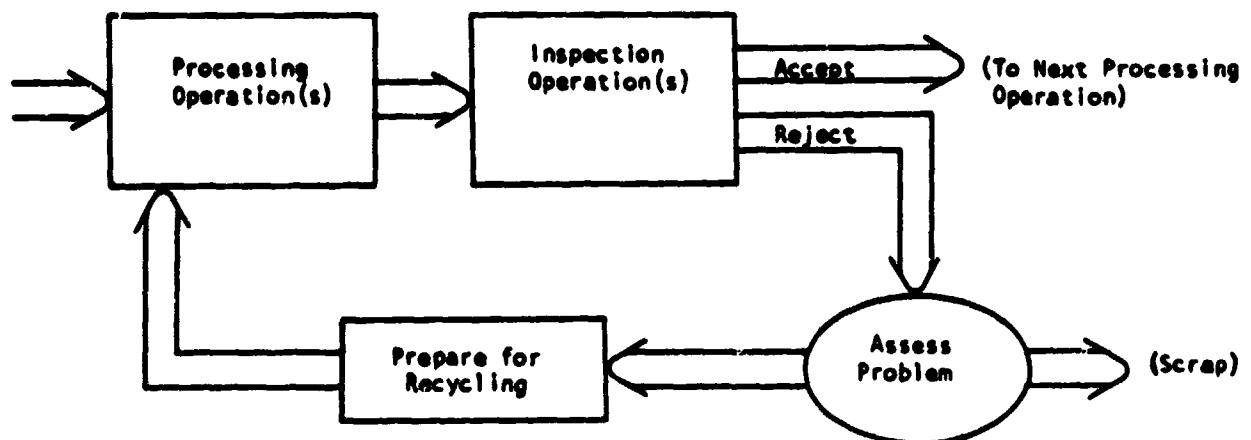 Processing
Operation(s)
Inspection
Operation(s)
Accept
(To Next Processing
Operation)
Reject
Assess
Problem
(Scrap)
Prepare for
Recycling